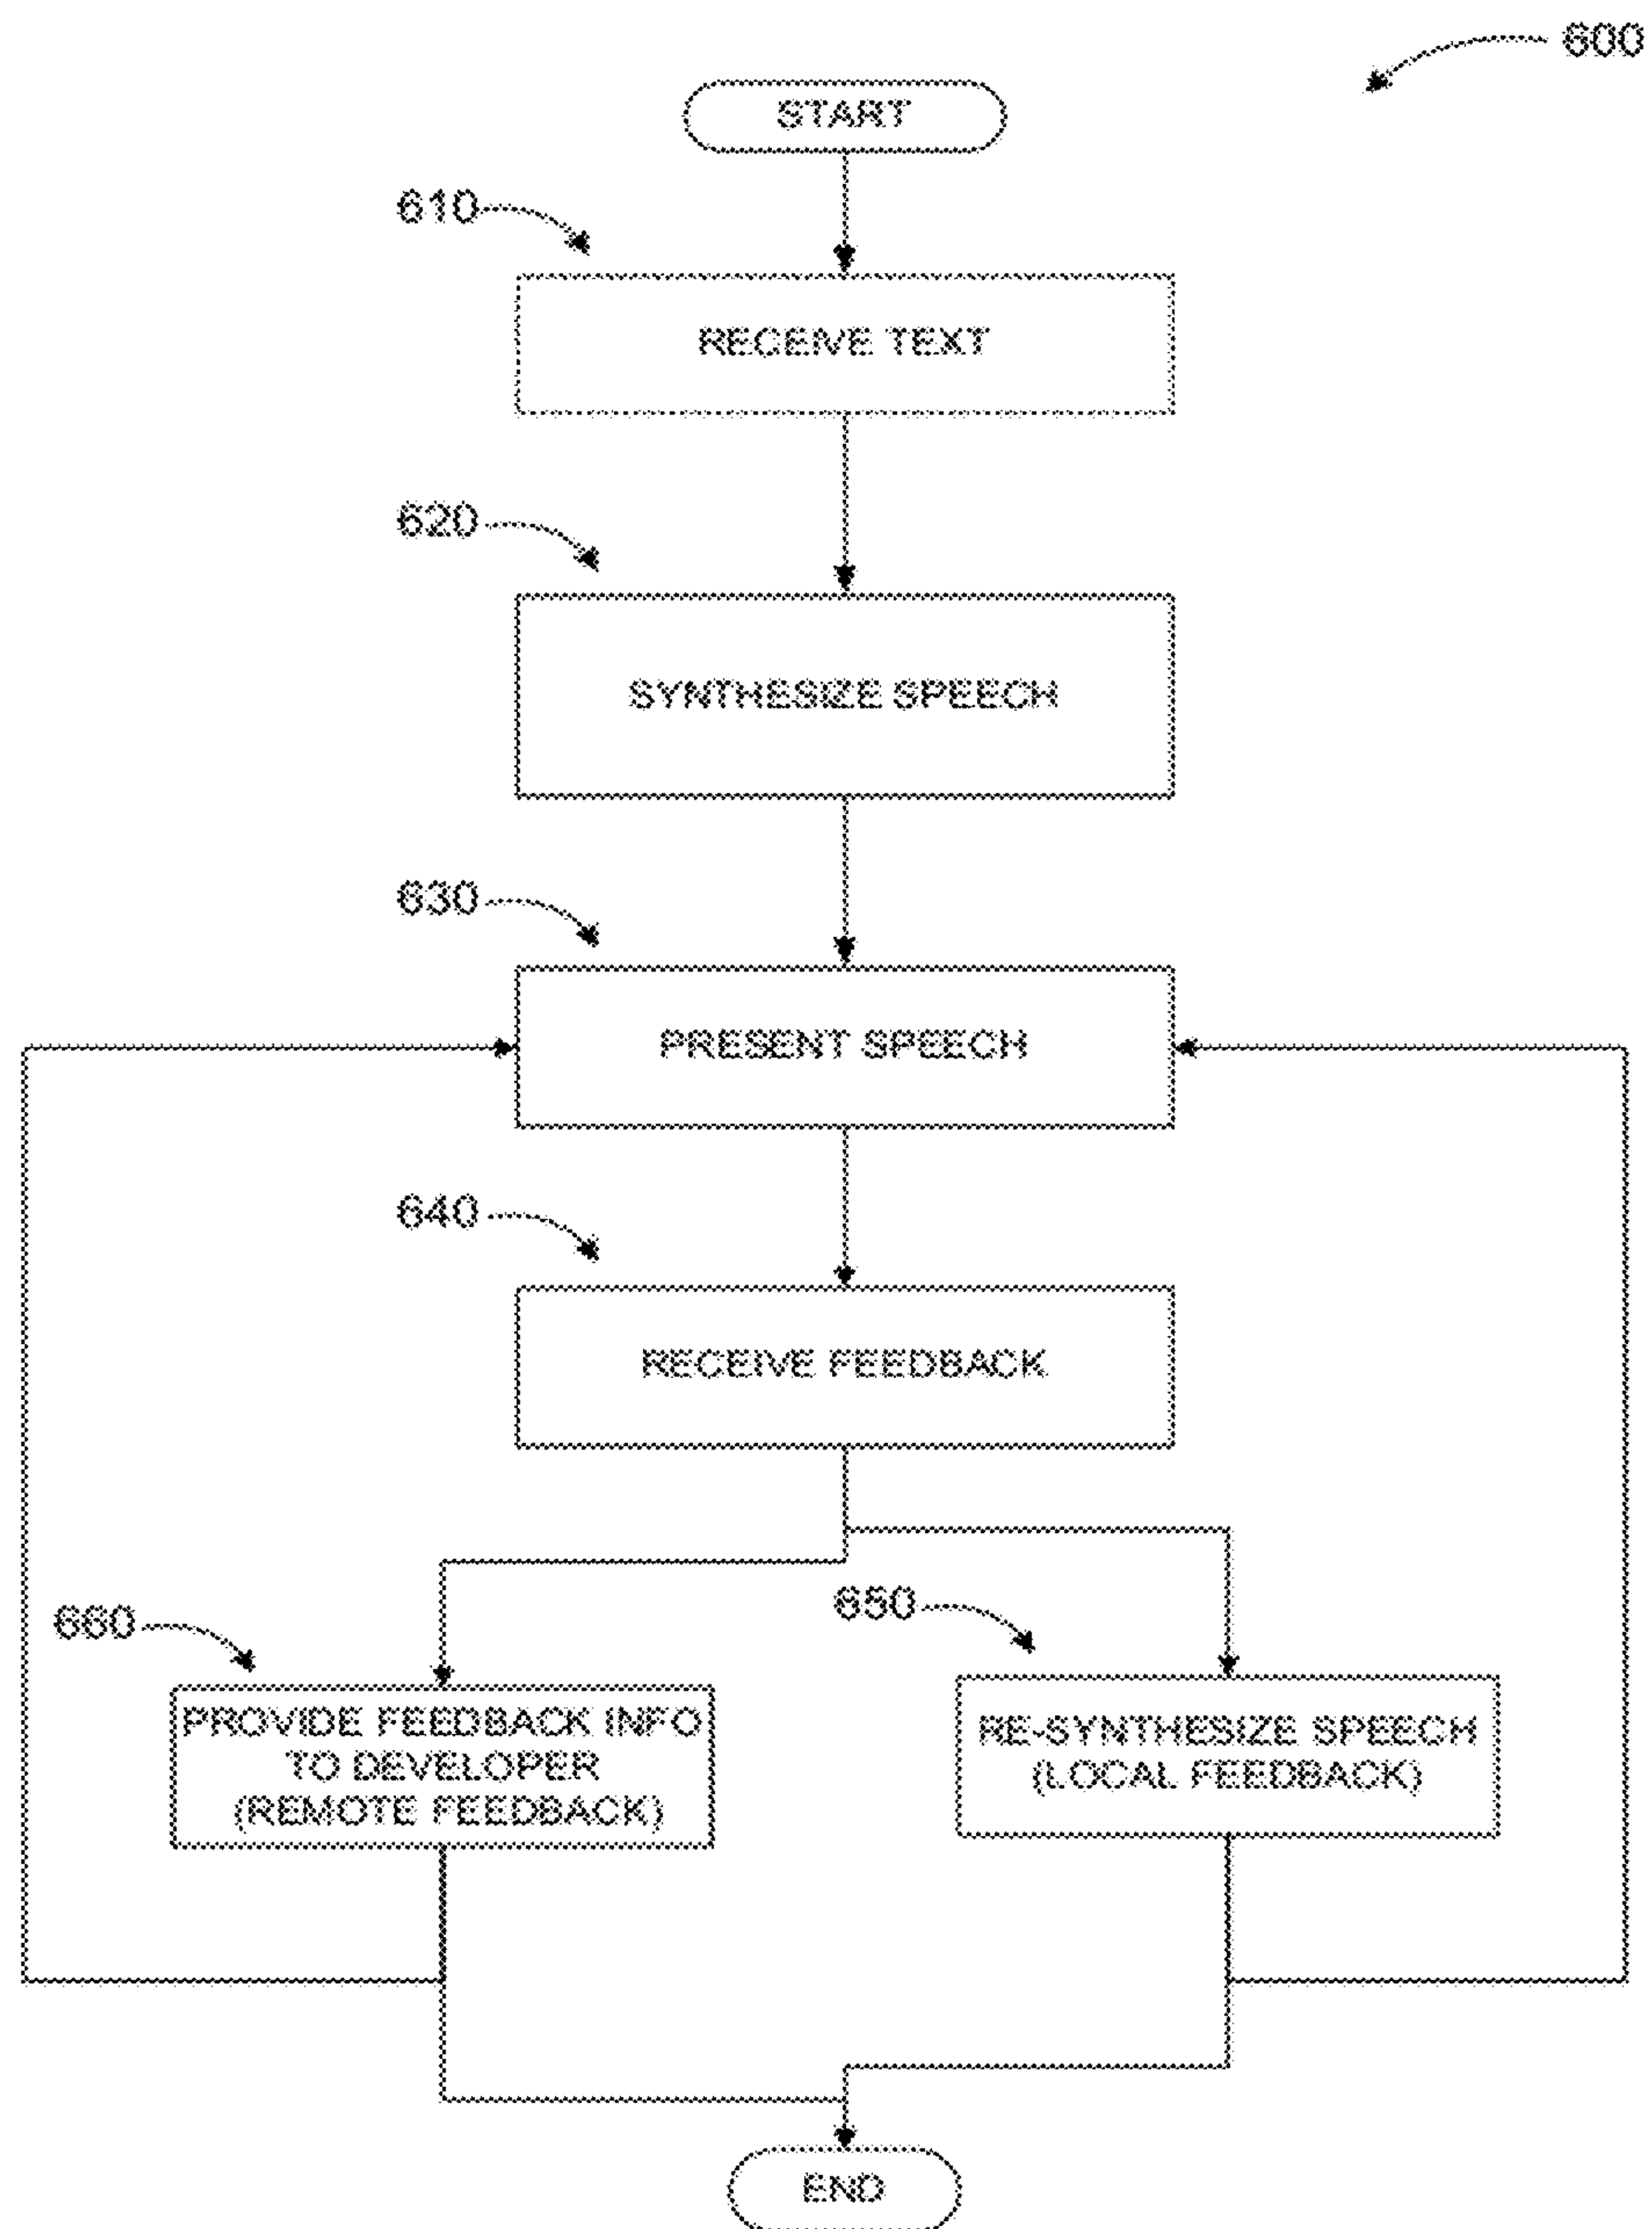 600
START
610
RECEIVE TEXT
620
SYNTHESIZE SPEECH
630
PRESENT SPEECH
640
RECEIVE FEEDBACK
660
PROVIDE FEEDBACK INFO
TO DEVELOPER
(REMOTE FEEDBACK)
650
RE-SYNTHESIZE SPEECH
(LOCAL FEEDBACK)
END